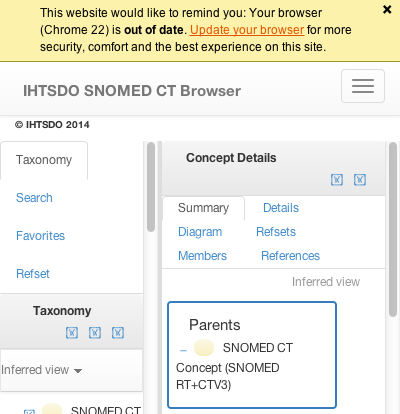 This website would like to remind you: Your browser
(Chrome 22) is out of date. Update your browser for more
security, comfort and the best experience on this site.
×
IHTSDO SNOMED CT Browser
© IHTSDO 2014
Taxonomy
Search
Favorites
Refset
Taxonomy
Inferred view
SNOMED CT
Concept Details
Summary Details
Diagram Refsets
Members References
Inferred view
Parents
SNOMED CT
Concept (SNOMED
RT+CTV3)